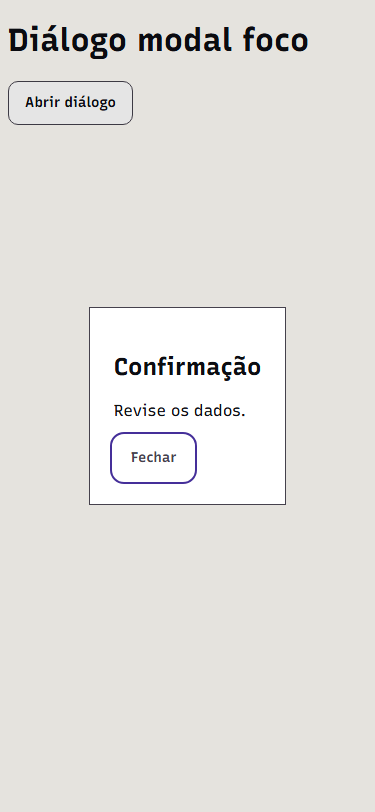 Diálogo modal foco
Abrir diálogo
Confirmação
Revise os dados.
Fechar